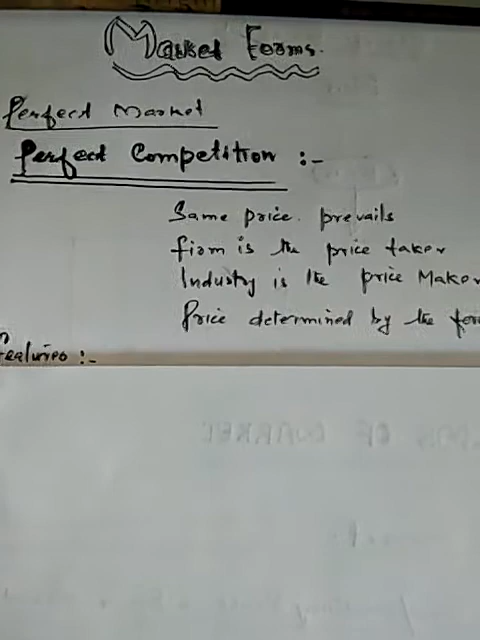 Market Forms.
Perfect Market
Perfect Competition :-
Same price. prevails
firm is the price taker
Industry is the price Maker
Price determined by the
features :-